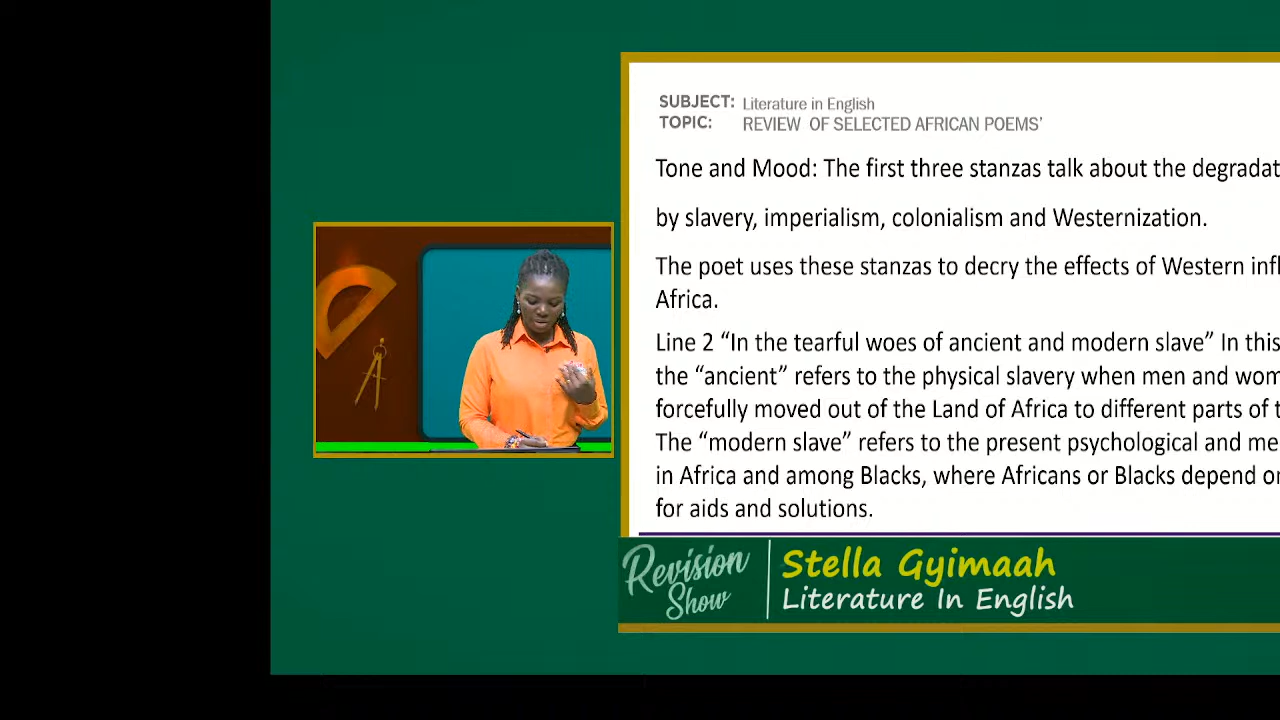 SUBJECT: Literature in English
TOPIC: REVIEW OF SELECTED AFRICAN POEMS’
Tone and Mood: The first three stanzas talk about the
by slavery, imperialism, colonialism and Westernization.
The poet uses these stanzas to decry the effects of Western
Africa.
Line 2 “In the tearful woes of ancient and modern slave” In this
the “ancient” refers to the physical slavery when men and
forcefully moved out of the Land of Africa to different parts of
The “modern slave” refers to the present psychological and
in Africa and among Blacks, where Africans or Blacks depend
for aids and solutions.
Revision
Show
Stella Gyimaah
Literature In English